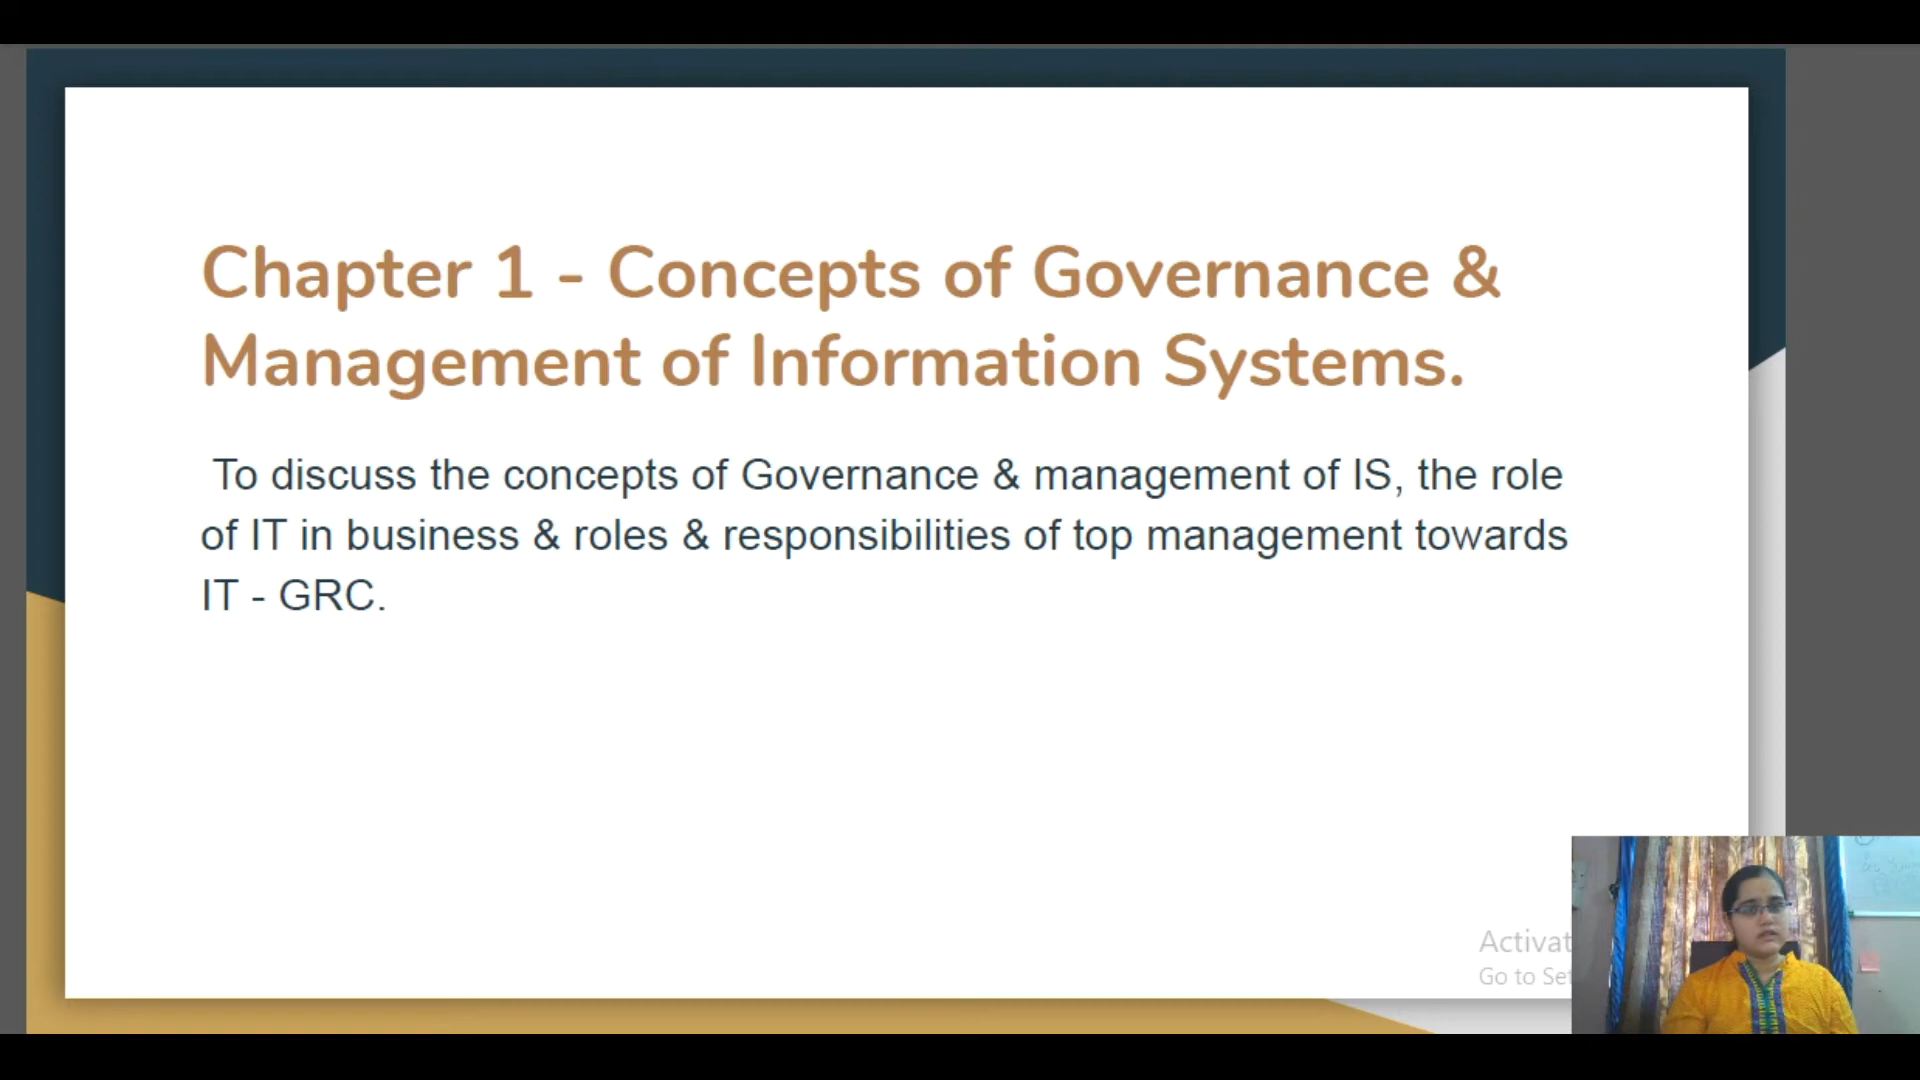 Chapter 1 - Concepts of Governance &
Management of Information Systems.
To discuss the concepts of Governance & management of IS, the role
of IT in business & roles & responsibilities of top management towards
IT - GRC.
Activat
Go to Set